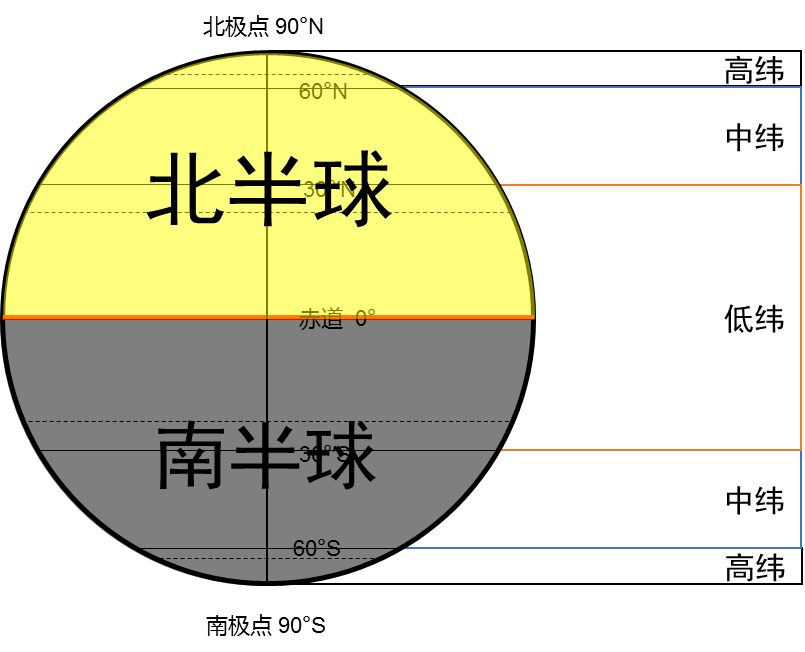 北极点 90°N
高纬
60°N
中纬
北半球
30°N
赤道 0°
低纬
南半球
30°S
中纬
60°S
高纬
南极点 90°S